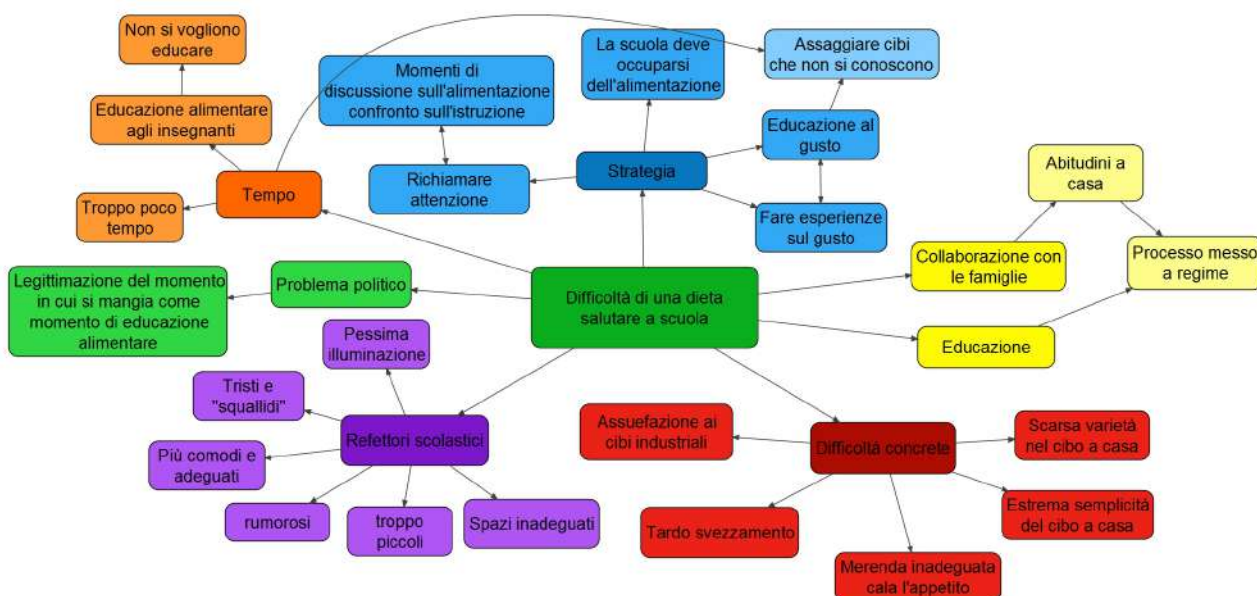 Non si vogliono
educare
Educazione alimentare
agli insegnanti
Tempo
Troppo poco
tempo
Momenti di
discussione sull'alimentazione
confronto sull'istruzione
Richiamare
attenzione
La scuola deve
occuparsi
dell'alimentazione
Strategia
Assaggiare cibi
che non si conoscono
Educazione al
gusto
Fare esperienze
sul gusto
Abitudini a
casa
Collaborazione con
le famiglie
Processo messo
a regime
Educazione
Legittimazione del momento
in cui si mangia come
momento di educazione
alimentare
Problema politico
Difficoltà di una dieta
salutare a scuola
Pessima
illuminazione
Tristi e
"squallidi"
Refettori scolastici
Più comodi e
adeguati
rumorosi
troppo
piccoli
Spazi inadeguati
Assuefazione ai
cibi industriali
Difficoltà concrete
Scarsa varietà
nel cibo a casa
Estrema semplicità
del cibo a casa
Tardo svezzamento
Merenda inadeguata
cala l'appetito